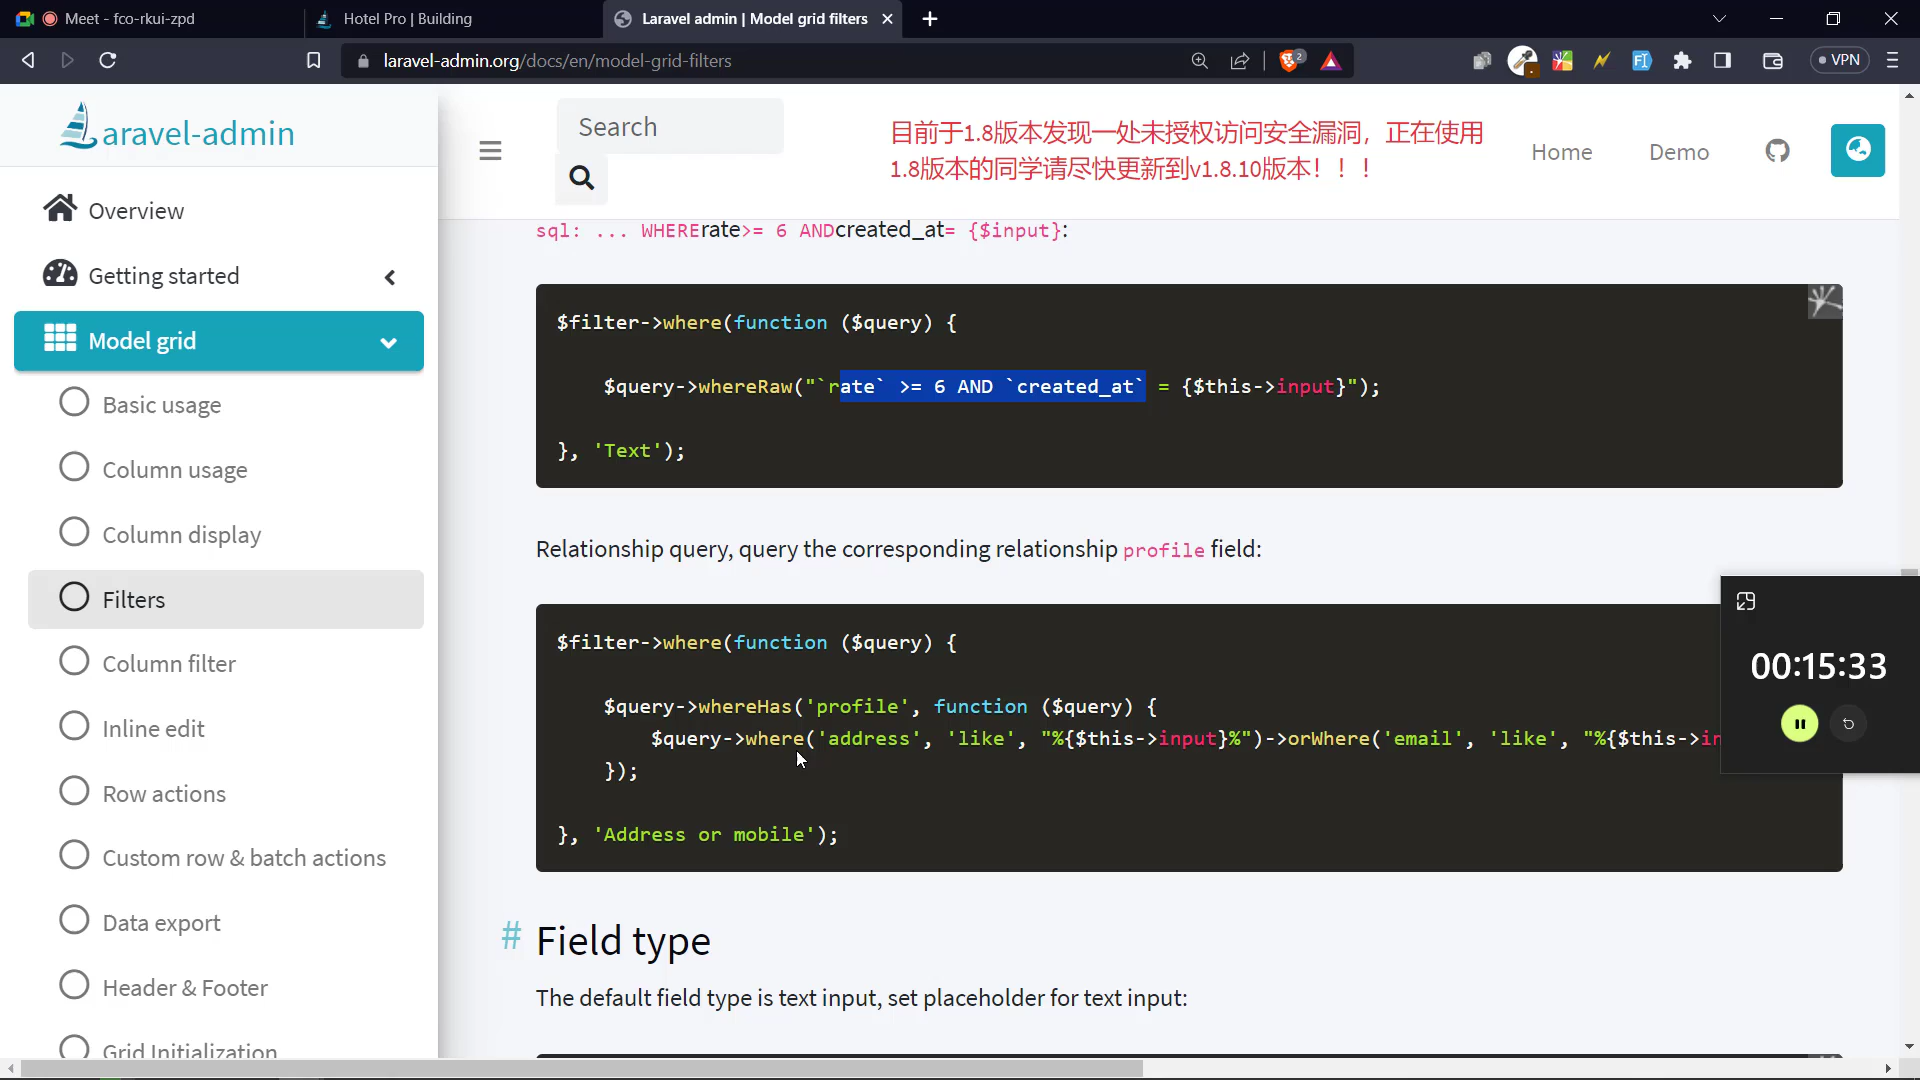 Meet - fco-rkui-zpd
Hotel Pro | Building
Laravel admin | Model grid filters
laravel-admin.org/docs/en/model-grid-filters
2
VPN
aravel-admin
Search
目前于1.8版本发现一处未授权访问安全漏洞，正在使用
1.8版本的同学请尽快更新到v1.8.10版本！！！
Home
Demo
Overview
Getting started
Model grid
Basic usage
Column usage
Column display
Filters
Column filter
Inline edit
Row actions
Custom row & batch actions
Data export
Header & Footer
Grid Initialization
sql: ... WHERErate>= 6 ANDcreated_at= {$input}:
$filter->where(function ($query) {
$query->whereRaw("`rate` >= 6 AND `created_at` = {$this->input}");
}, 'Text');
Relationship query, query the corresponding relationship profile field:
$filter->where(function ($query) {
$query->whereHas('profile', function ($query) {
$query->where('address', 'like', "%{$this->input}%")->orWhere('email', 'like', "%{$this->in
});
}, 'Address or mobile');
# Field type
The default field type is text input, set placeholder for text input:
00:15:33